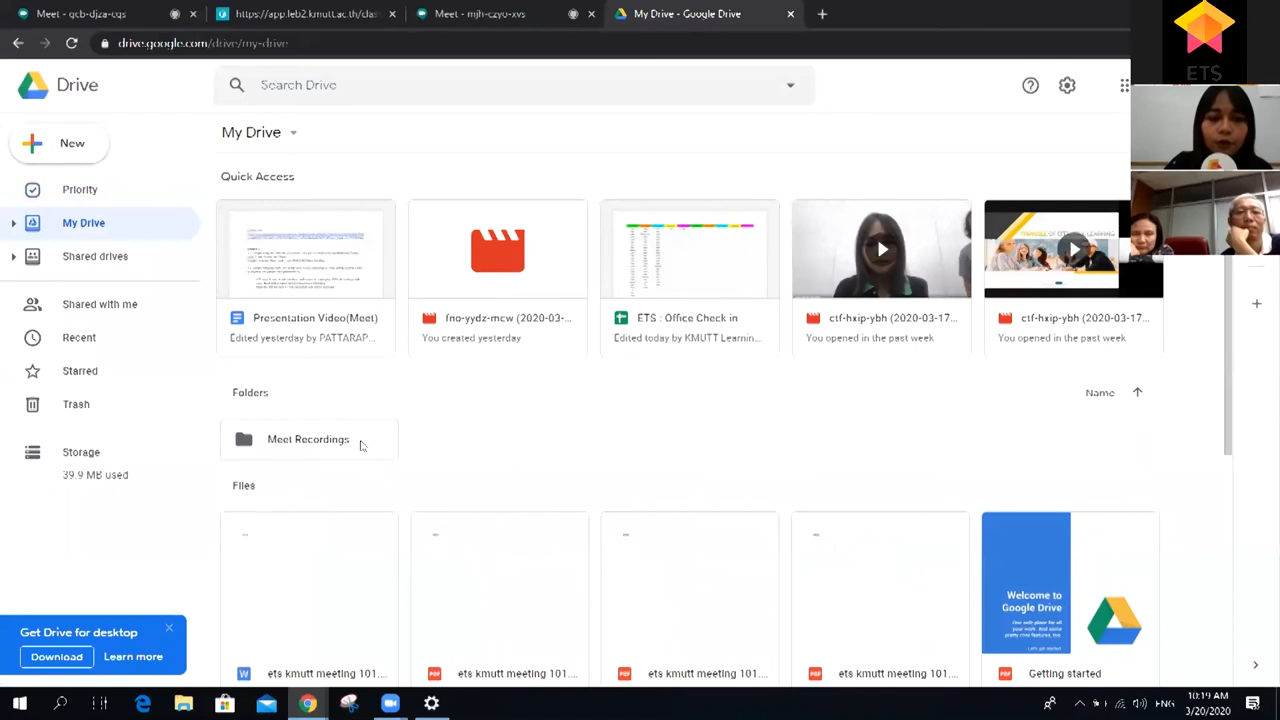 Meet - qcb-djza-cqs
https://app.leb2.kmutt.ac.th/clas
Meet - mjh-czyc-xvs
My Drive - Google Drive
drive.google.com/drive/my-drive
ETS
Drive
Search Drive
New
My Drive
Quick Access
Priority
My Drive
Shared drives
Shared with me
Recent
Starred
Trash
Storage
39.9 MB used
Presentation Video(Meet)
Edited yesterday by PATTARAP...
fno-yydz-mcw (2020-03-...
You created yesterday
ETS : Office Check in
Edited today by KMUTT Learnin...
ctf-hxip-ybh (2020-03-17...
You opened in the past week
ctf-hxip-ybh (2020-03-17...
You opened in the past week
Folders
Name
Meet Recordings
Files
Welcome to
Google Drive
ets kmutt meeting 101....
ets kmutt meeting 101....
ets kmutt meeting 101....
ets kmutt meeting 101....
Getting started
Get Drive for desktop
Download
Learn more
ENG
10:19 AM
3/20/2020